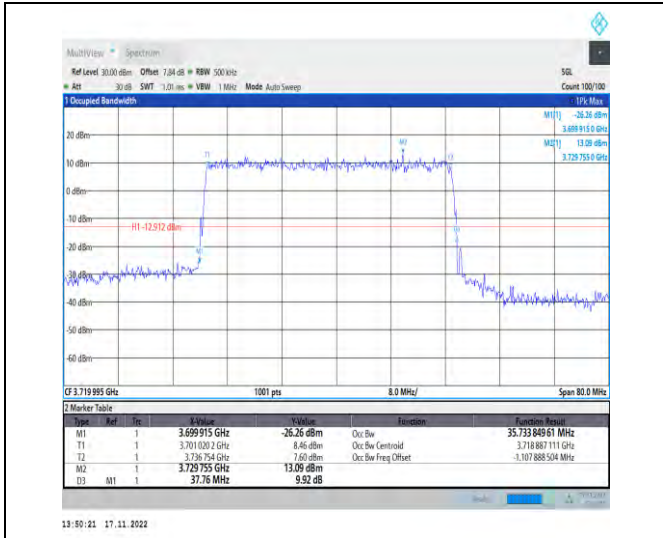 MultiView Spectrum
Ref Level 30.00 dBm Offset 7.84 dB RBW 500 kHz SGL
Att 30 dB SWT 1.01 ms VBW 1 MHz Mode Auto Sweep Count 100/100
1 Occupied Bandwidth 1Pk Max
M1[1] -26.26 dBm
3.699 915 0 GHz
20 dBm
M2[1] 13.09 dBm
3.729 755 0 GHz
M2
T1
10 dBm
0 dBm
-10 dBm
H1 -12.912 dBm
-20 dBm
M1
-30 dBm
-40 dBm
-50 dBm
-60 dBm
CF 3.719 995 GHz 1001 pts 8.0 MHz/ Span 80.0 MHz
2 Marker Table
Type Ref Trc X-Value Y-Value Function Function Result
M1 1 3.699 915 GHz -26.26 dBm Occ Bw 35.733 849 61 MHz
T1 1 3.701 020 2 GHz 8.46 dBm Occ Bw Centroid 3.718 887 111 GHz
T2 1 3.736 754 GHz 7.60 dBm Occ Bw Freq Offset -1.107 888 504 MHz
M2 1 3.729 755 GHz 13.09 dBm
D3 M1 1 37.76 MHz 9.92 dB
13:50:21 17.11.2022